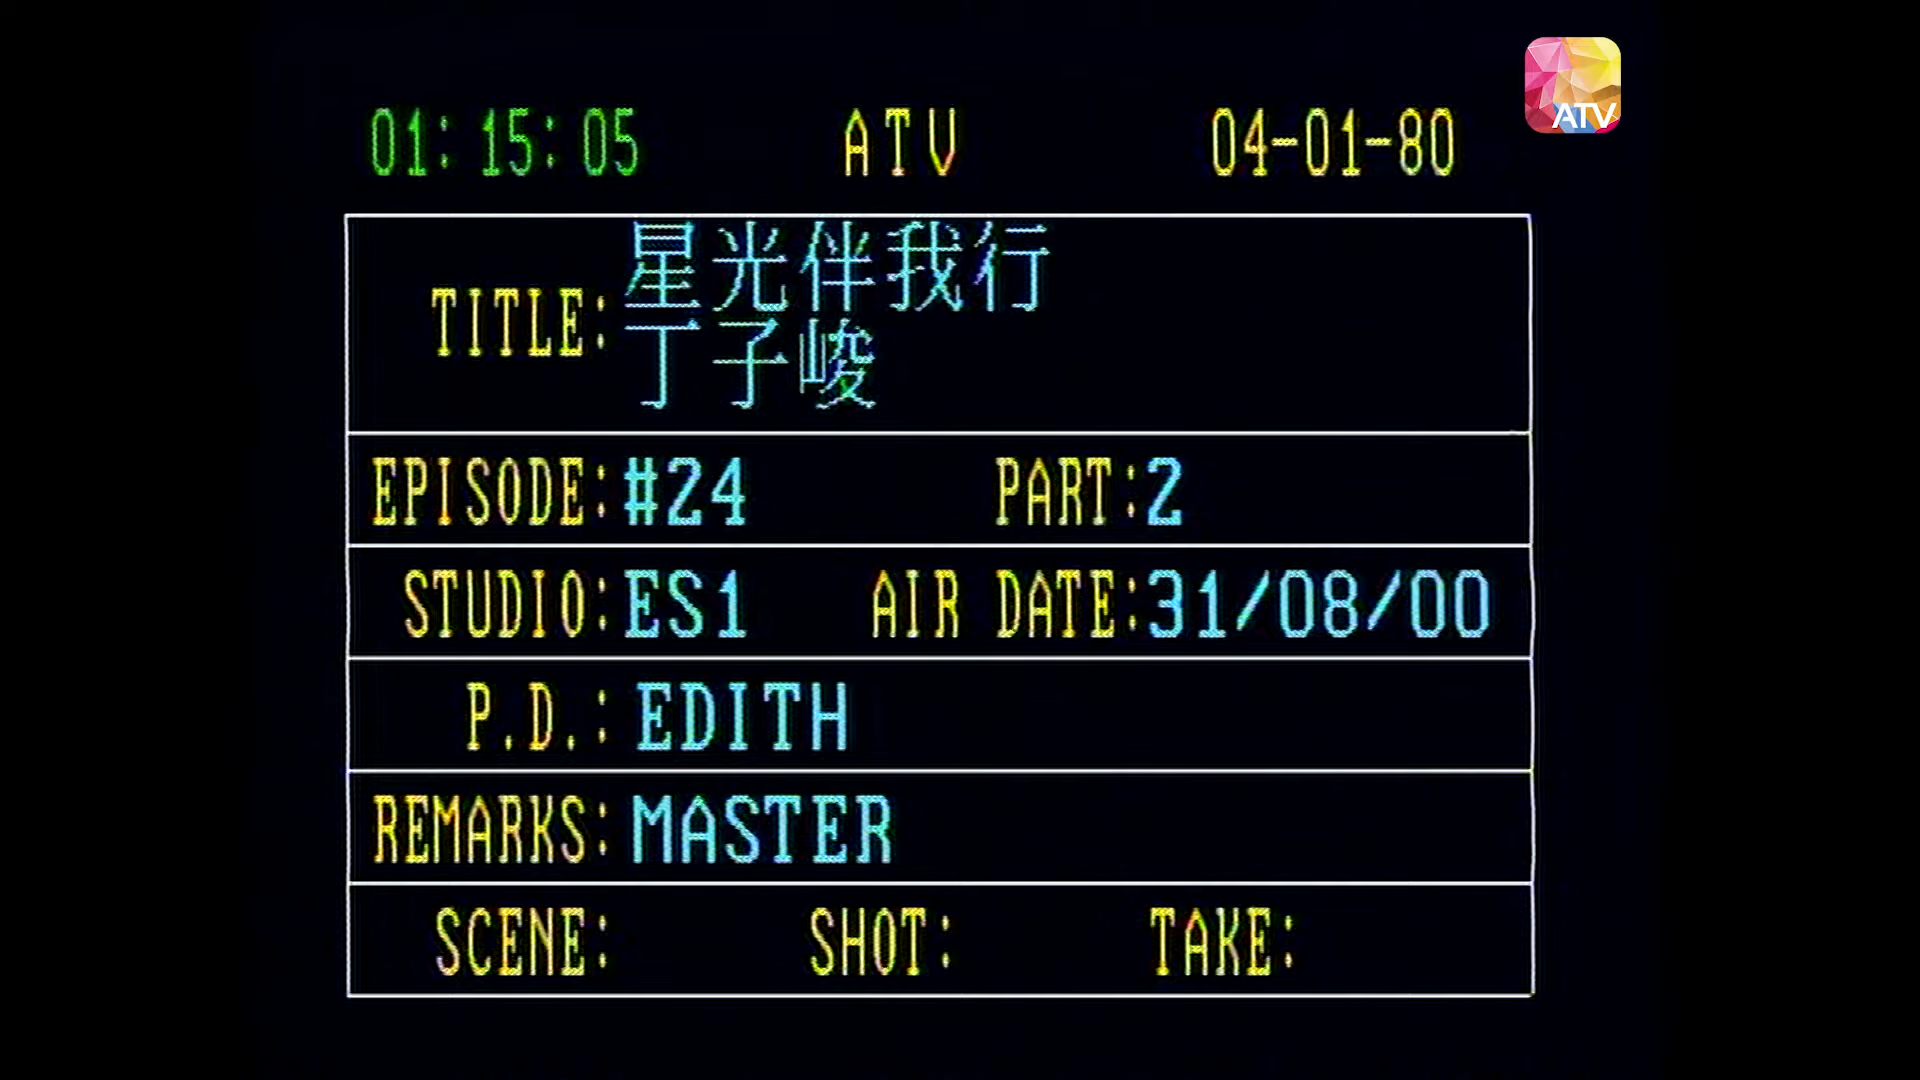 ATV
01:15:05 ATV 04-01-80
TITLE: 星光伴我行
丁子峻
EPISODE: #24 PART: 2
STUDIO: ES1 AIR DATE: 31/08/00
P.D.: EDITH
REMARKS: MASTER
SCENE: SHOT: TAKE: